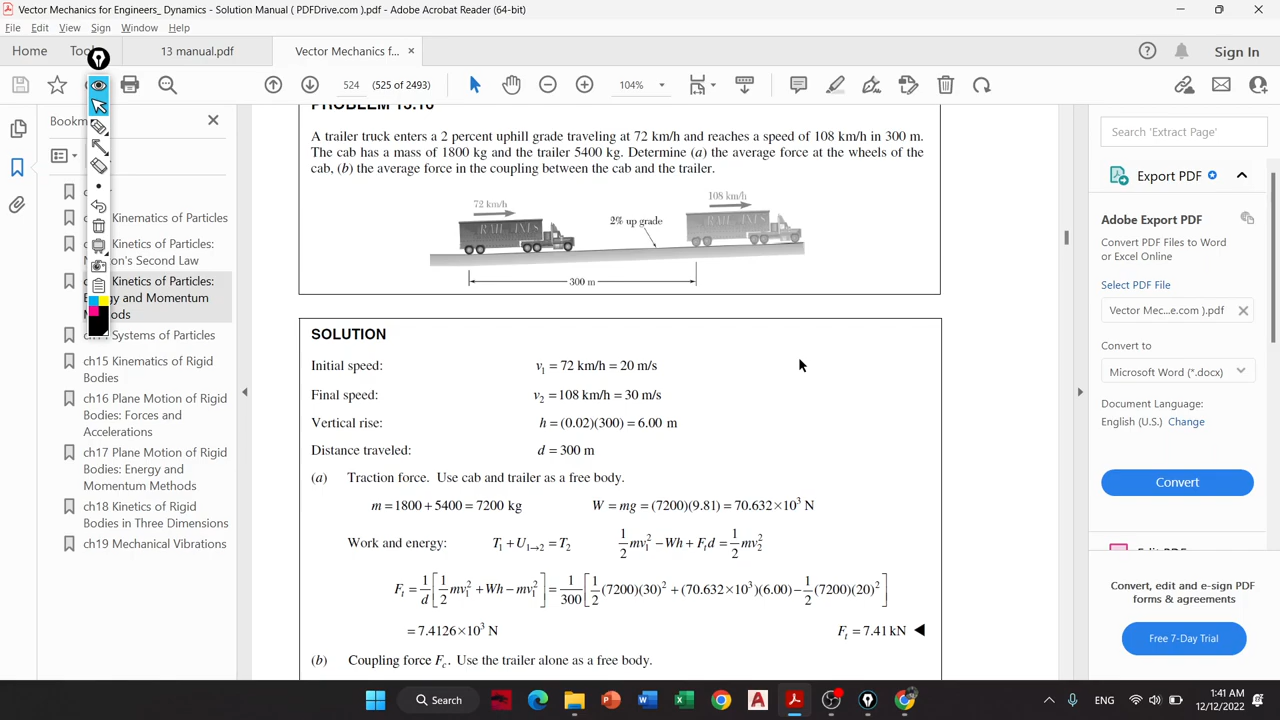 Vector Mechanics for Engineers_ Dynamics - Solution Manual ( PDFDrive.com ).pdf - Adobe Acrobat Reader (64-bit)
File Edit View Sign Window Help
Home
13 manual.pdf
Vector Mechanics f...
Sign In
524 (525 of 2493)
104%
A trailer truck enters a 2 percent uphill grade traveling at 72 km/h and reaches a speed of 108 km/h in 300 m.
The cab has a mass of 1800 kg and the trailer 5400 kg. Determine (a) the average force at the wheels of the
cab, (b) the average force in the coupling between the cab and the trailer.
72 km/h
108 km/h
2% up grade
300 m
SOLUTION
Initial speed: v₁ = 72 km/h = 20 m/s
Final speed: v₂ = 108 km/h = 30 m/s
Vertical rise: h = (0.02)(300) = 6.00 m
Distance traveled: d = 300 m
(a) Traction force. Use cab and trailer as a free body.
m = 1800 + 5400 = 7200 kg W = mg = (7200)(9.81) = 70.632×10³ N
Work and energy: T₁ + U₁→₂ = T₂ 1/2 mv₁² − Wh + Fₜd = 1/2 mv₂²
Fₜ = 1/d [1/2 mv₁² + Wh − mv₁²] = 1/300 [1/2 (7200)(30)² + (70.632×10³)(6.00) − 1/2 (7200)(20)²]
= 7.4126×10³ N Fₜ = 7.41 kN ◀
(b) Coupling force F_c. Use the trailer alone as a free body.
Kinematics of Particles
Kinetics of Particles:
Second Law
Kinetics of Particles:
and Momentum
Systems of Particles
ch15 Kinematics of Rigid
Bodies
ch16 Plane Motion of Rigid
Bodies: Forces and
Accelerations
ch17 Plane Motion of Rigid
Bodies: Energy and
Momentum Methods
ch18 Kinetics of Rigid
Bodies in Three Dimensions
ch19 Mechanical Vibrations
Search 'Extract Page'
Export PDF
Adobe Export PDF
Convert PDF Files to Word
or Excel Online
Select PDF File
Vector Mec...e.com ).pdf
Convert to
Microsoft Word (*.docx)
Document Language:
English (U.S.) Change
Convert
Convert, edit and e-sign PDF
forms & agreements
Free 7-Day Trial
Search
ENG
1:41 AM
12/12/2022